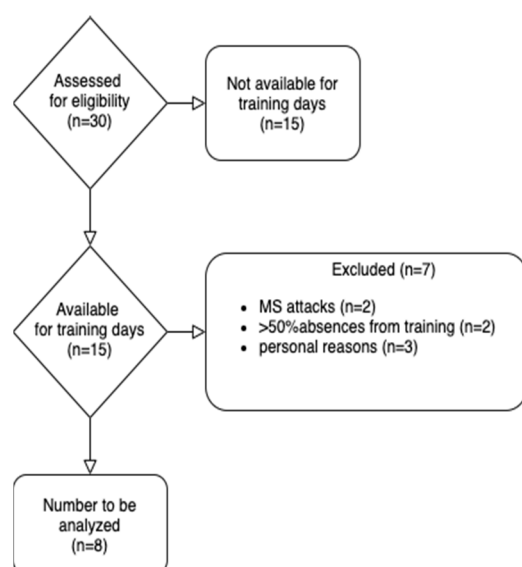 Assessed
for eligibility
(n=30)
Not available for
training days
(n=15)
Available
for training days
(n=15)
Excluded (n=7)
• MS attacks (n=2)
• >50%absences from training (n=2)
• personal reasons (n=3)
Number to be
analyzed
(n=8)